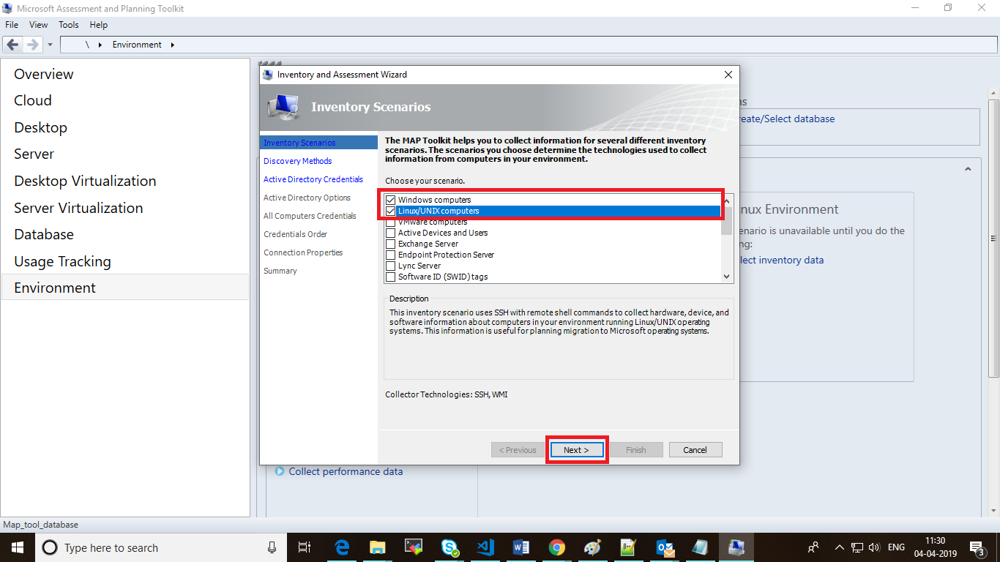 Microsoft Assessment and Planning Toolkit
File View Tools Help
\ Environment
Overview
Cloud
Desktop
Server
Desktop Virtualization
Server Virtualization
Database
Usage Tracking
Environment
Inventory and Assessment Wizard
Inventory Scenarios
Inventory Scenarios
Discovery Methods
Active Directory Credentials
Active Directory Options
All Computers Credentials
Credentials Order
Connection Properties
Summary
The MAP Toolkit helps you to collect information for several different inventory
scenarios. The scenarios you choose determine the technologies used to collect
information from computers in your environment.
Choose your scenario.
Windows computers
Linux/UNIX computers
VMware computers
Active Devices and Users
Exchange Server
Endpoint Protection Server
Lync Server
Software ID (SWID) tags
Description
This inventory scenario uses SSH with remote shell commands to collect hardware, device, and
software information about computers in your environment running Linux/UNIX operating
systems. This information is useful for planning migration to Microsoft operating systems.
Collector Technologies: SSH, WMI
< Previous Next > Finish Cancel
ns
reate/Select database
nux Environment
enario is unavailable until you do the
ng:
llect inventory data
Collect performance data
Map_tool_database
Type here to search
ENG
11:30
04-04-2019
3